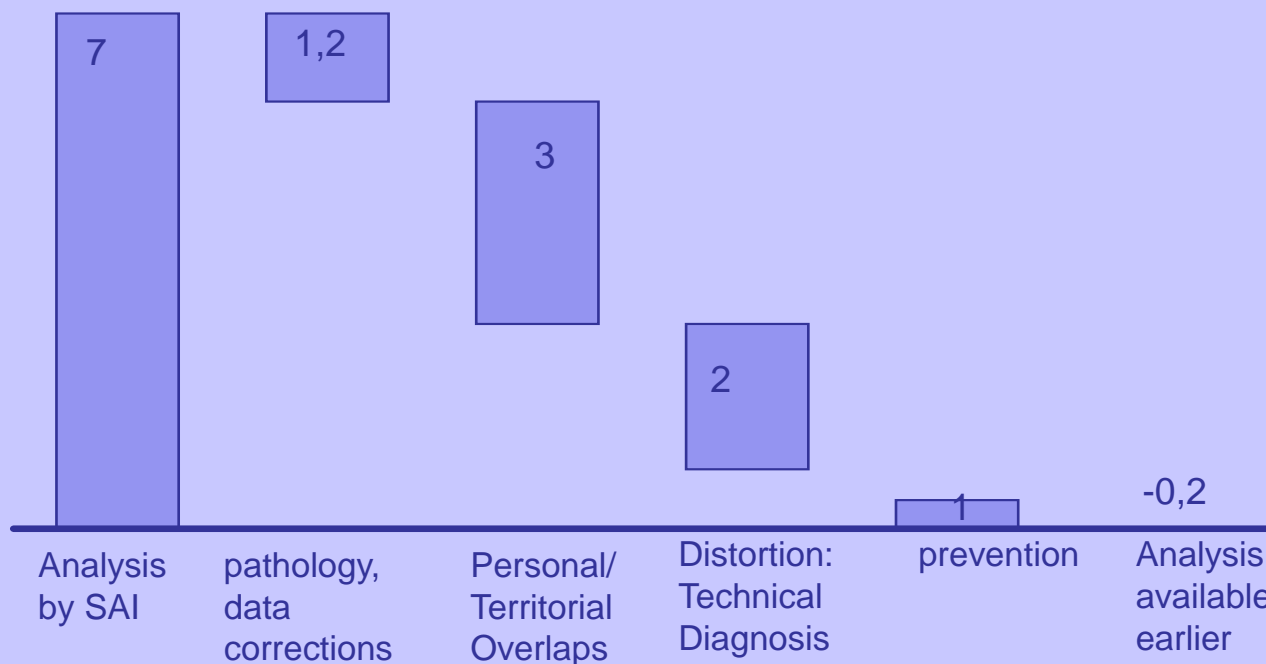 7
1,2
3
2
1
-0,2
Analysis
by SAI
pathology,
data
corrections
Personal/
Territorial
Overlaps
Distortion:
Technical
Diagnosis
prevention
Analysis
available
earlier